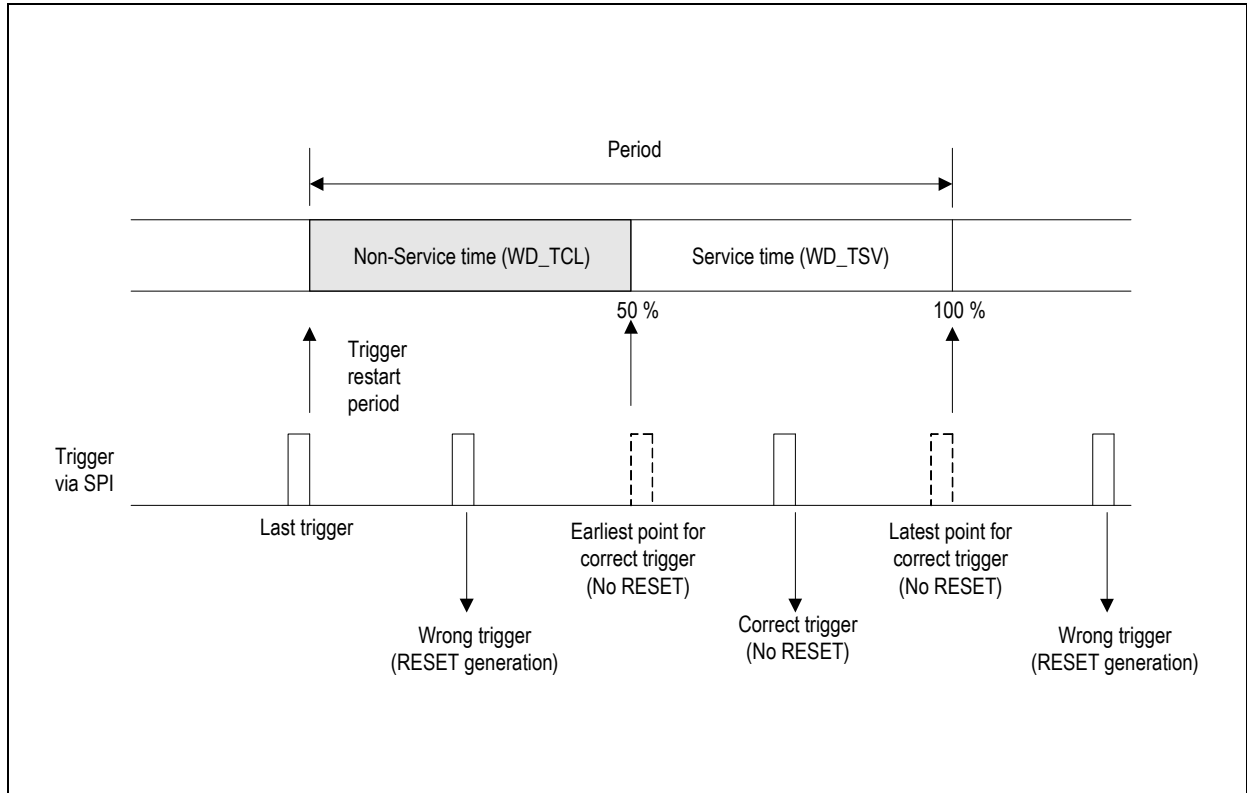 Period
Non-Service time (WD_TCL)
Service time (WD_TSV)
50 %
100 %
Trigger
restart
period
Trigger
via SPI
Last trigger
Earliest point for
correct trigger
(No RESET)
Latest point for
correct trigger
(No RESET)
Wrong trigger
(RESET generation)
Correct trigger
(No RESET)
Wrong trigger
(RESET generation)